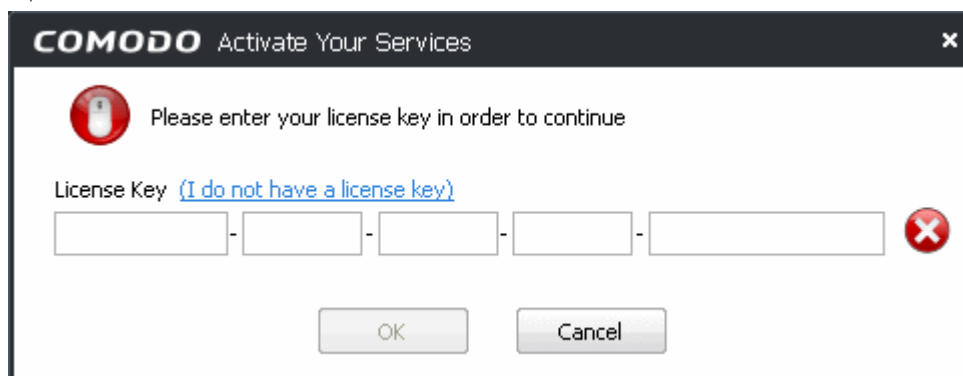 COMODO Activate Your Services
Please enter your license key in order to continue
License Key (I do not have a license key)
- - - -
OK Cancel